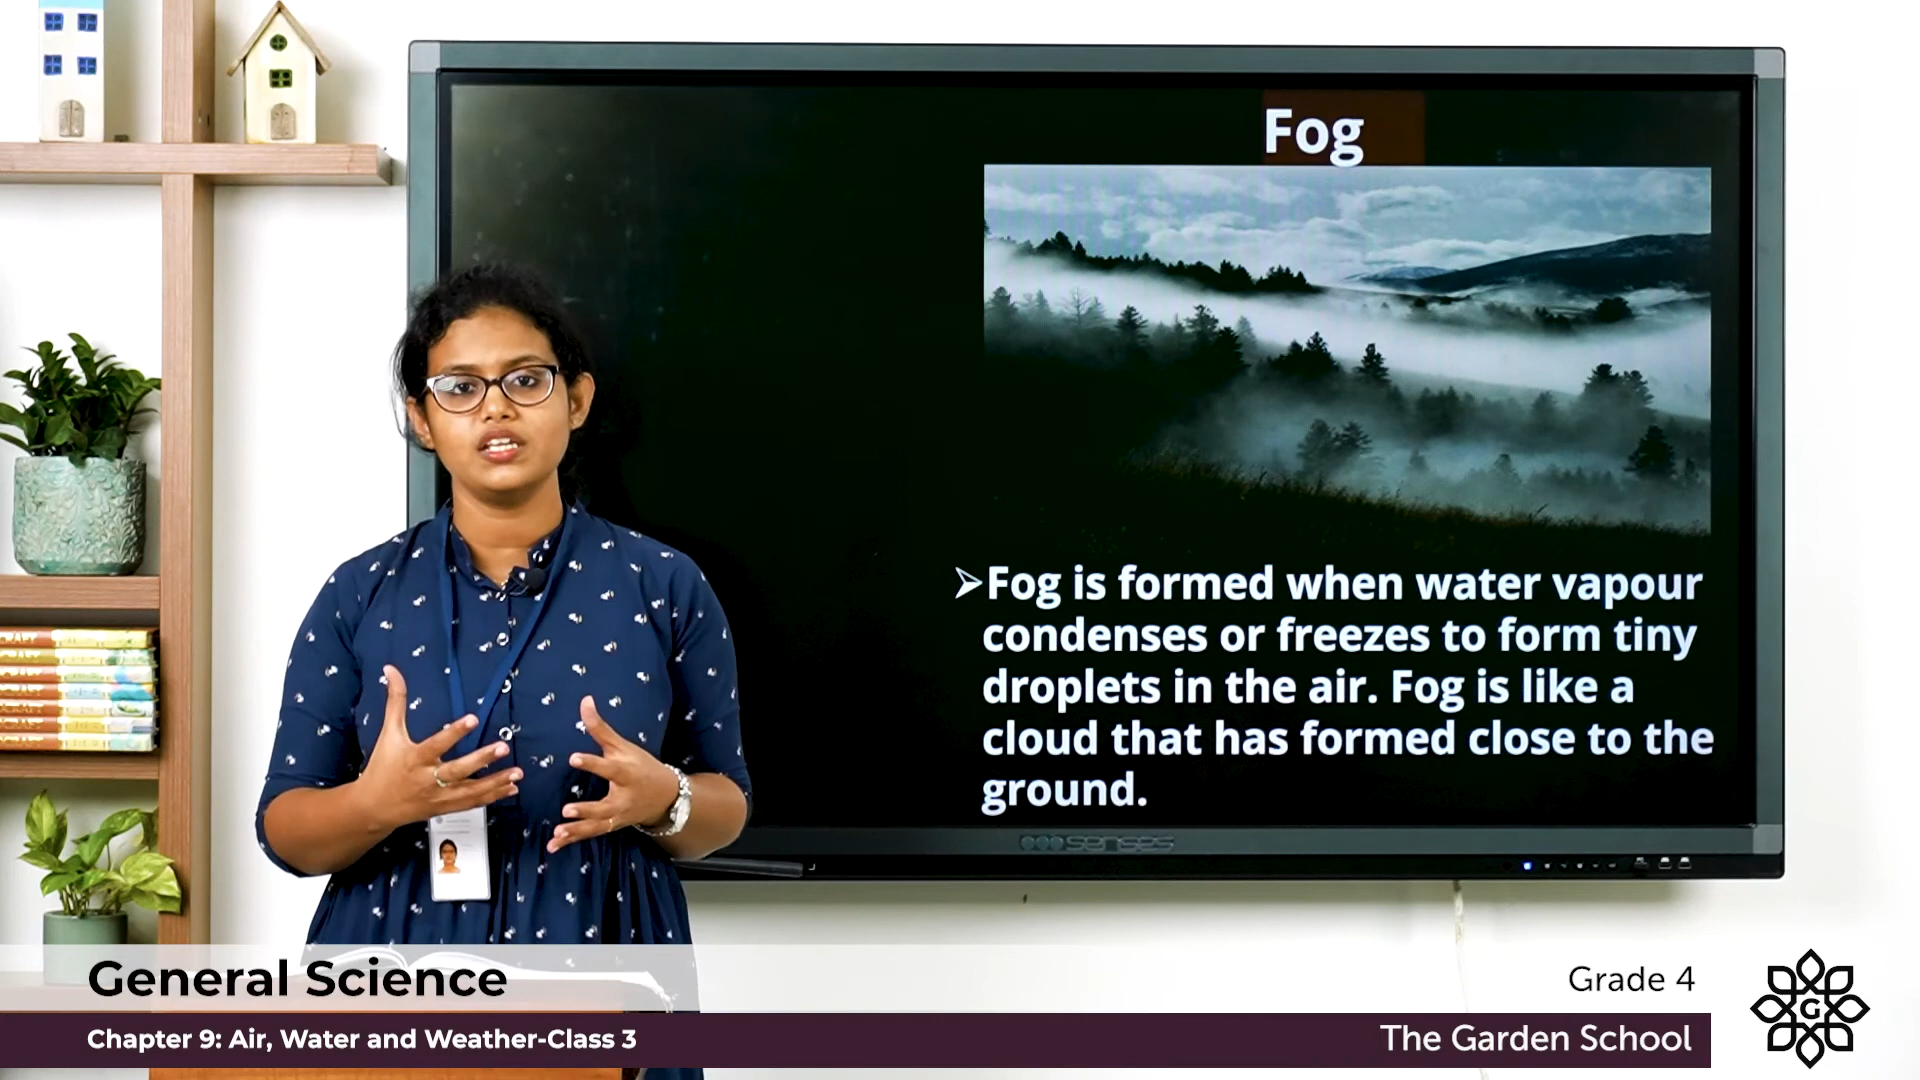 Fog
➢Fog is formed when water vapour
condenses or freezes to form tiny
droplets in the air. Fog is like a
cloud that has formed close to the
ground.
senses
General Science
Grade 4
Chapter 9: Air, Water and Weather-Class 3
The Garden School
G